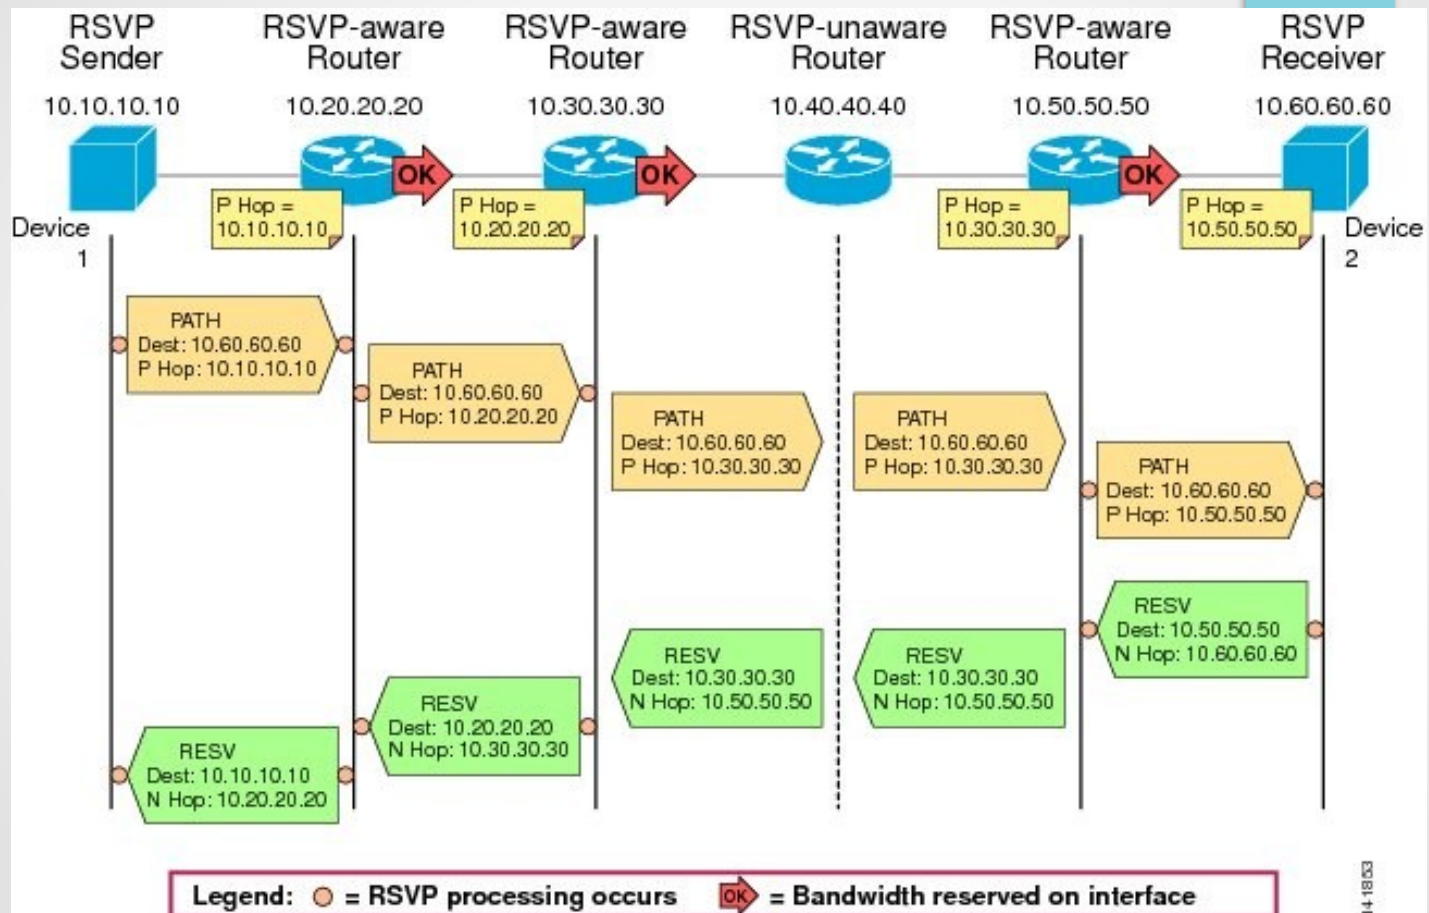 RSVP
Sender
RSVP-aware
Router
RSVP-aware
Router
RSVP-unaware
Router
RSVP-aware
Router
RSVP
Receiver
10.10.10.10
10.20.20.20
10.30.30.30
10.40.40.40
10.50.50.50
10.60.60.60
OK
OK
OK
P Hop =
10.10.10.10
P Hop =
10.20.20.20
P Hop =
10.30.30.30
P Hop =
10.50.50.50
Device
1
Device
2
PATH
Dest: 10.60.60.60
P Hop: 10.10.10.10
PATH
Dest: 10.60.60.60
P Hop: 10.20.20.20
PATH
Dest: 10.60.60.60
P Hop: 10.30.30.30
PATH
Dest: 10.60.60.60
P Hop: 10.30.30.30
PATH
Dest: 10.60.60.60
P Hop: 10.50.50.50
RESV
Dest: 10.50.50.50
N Hop: 10.60.60.60
RESV
Dest: 10.30.30.30
N Hop: 10.50.50.50
RESV
Dest: 10.30.30.30
N Hop: 10.50.50.50
RESV
Dest: 10.20.20.20
N Hop: 10.30.30.30
RESV
Dest: 10.10.10.10
N Hop: 10.20.20.20
Legend: = RSVP processing occurs OK = Bandwidth reserved on interface